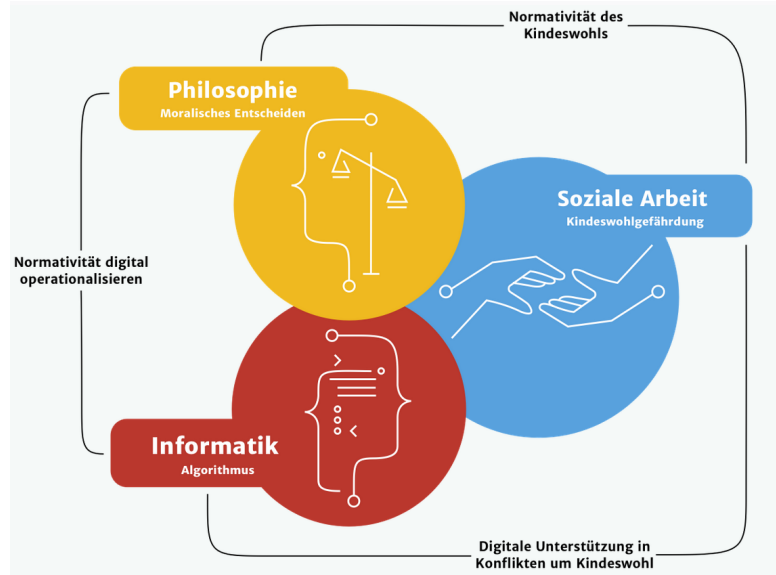 Normativität des
Kindeswohls
Philosophie
Moralisches Entscheiden
Soziale Arbeit
Kindeswohlgefährdung
Normativität digital
operationalisieren
Informatik
Algorithmus
Digitale Unterstützung in
Konflikten um Kindeswohl